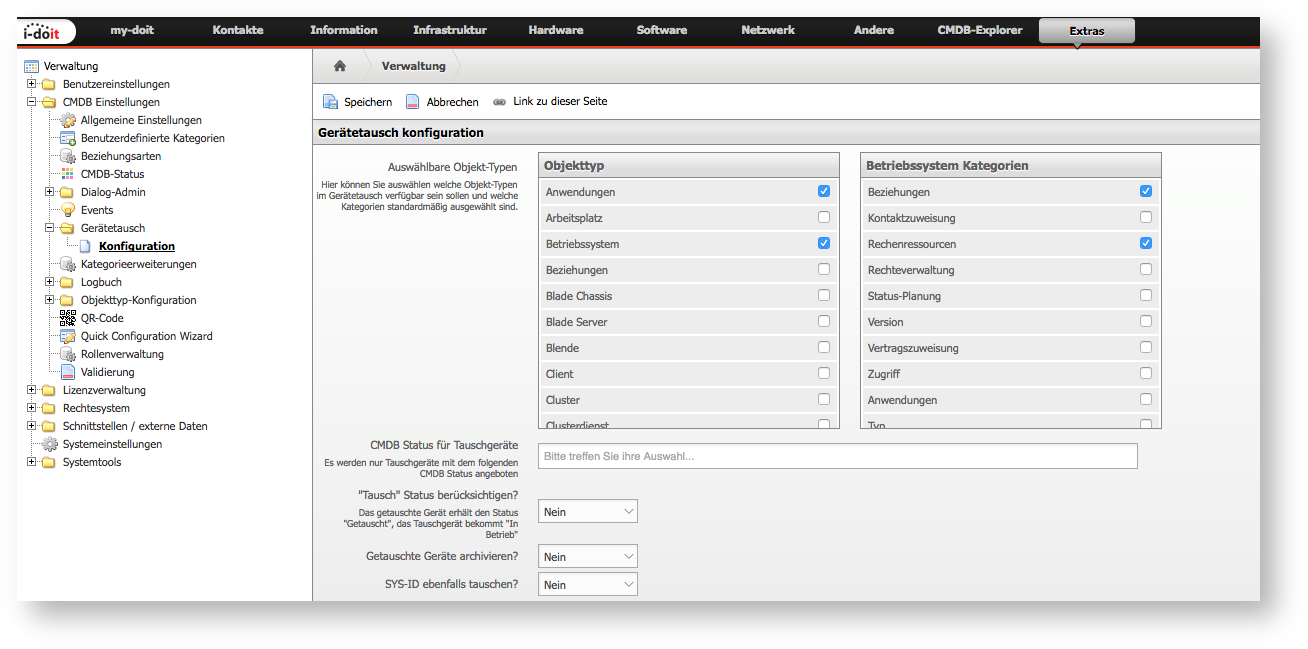 i-doit
my-doit Kontakte Information Infrastruktur Hardware Software Netzwerk Andere CMDB-Explorer Extras
Verwaltung
Benutzereinstellungen
CMDB Einstellungen
Allgemeine Einstellungen
Benutzerdefinierte Kategorien
Beziehungsarten
CMDB-Status
Dialog-Admin
Events
Gerätetausch
Konfiguration
Kategorieerweiterungen
Logbuch
Objekttyp-Konfiguration
QR-Code
Quick Configuration Wizard
Rollenverwaltung
Validierung
Lizenzverwaltung
Rechtesystem
Schnittstellen / externe Daten
Systemeinstellungen
Systemtools
Verwaltung
Speichern Abbrechen Link zu dieser Seite
Gerätetausch konfiguration
Auswählbare Objekt-Typen
Hier können Sie auswählen welche Objekt-Typen
im Gerätetausch verfügbar sein sollen und welche
Kategorien standardmäßig ausgewählt sind.
Objekttyp
Anwendungen
Arbeitsplatz
Betriebssystem
Beziehungen
Blade Chassis
Blade Server
Blende
Client
Cluster
Clusterdienst
Betriebssystem Kategorien
Beziehungen
Kontaktzuweisung
Rechenressourcen
Rechteverwaltung
Status-Planung
Version
Vertragszuweisung
Zugriff
Anwendungen
Typ
CMDB Status für Tauschgeräte
Es werden nur Tauschgeräte mit dem folgenden
CMDB Status angeboten
Bitte treffen Sie ihre Auswahl...
"Tausch" Status berücksichtigen?
Das getauschte Gerät erhält den Status
"Getauscht", das Tauschgerät bekommt "In
Betrieb"
Nein
Getauschte Geräte archivieren? Nein
SYS-ID ebenfalls tauschen? Nein